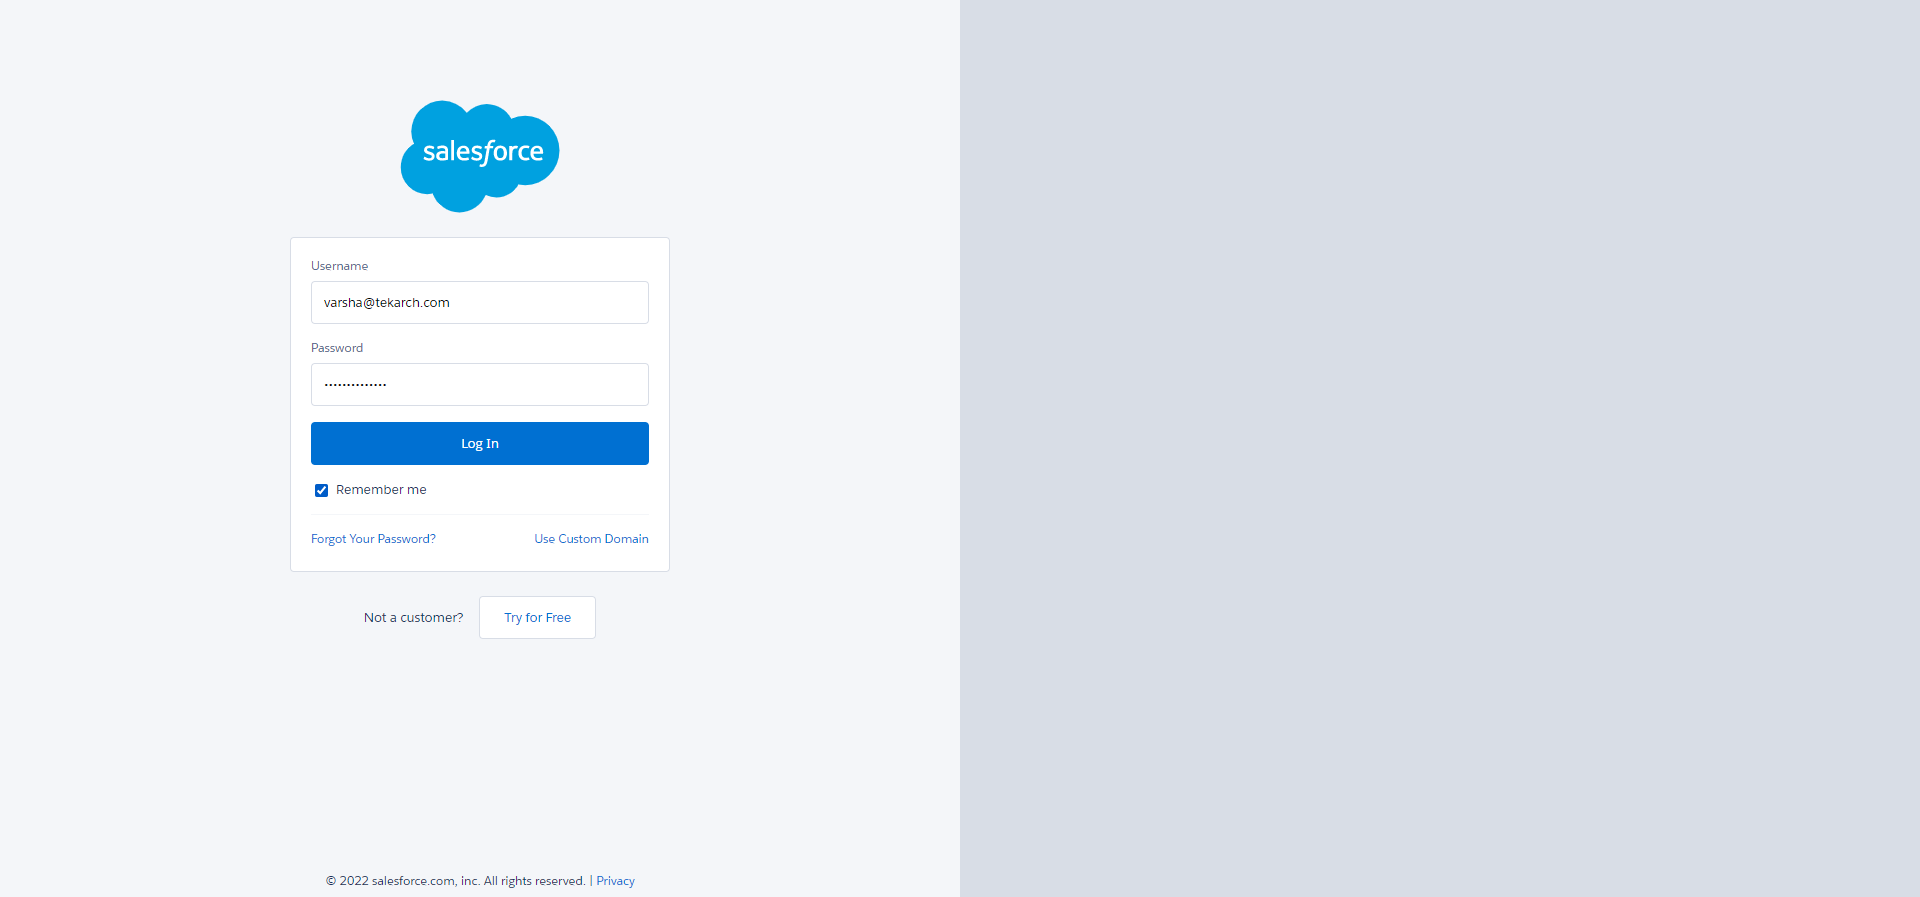 salesforce
Username
varsha@tekarch.com
Password
••••••••••••••
Log In
Remember me
Forgot Your Password? Use Custom Domain
Not a customer? Try for Free
© 2022 salesforce.com, inc. All rights reserved. | Privacy